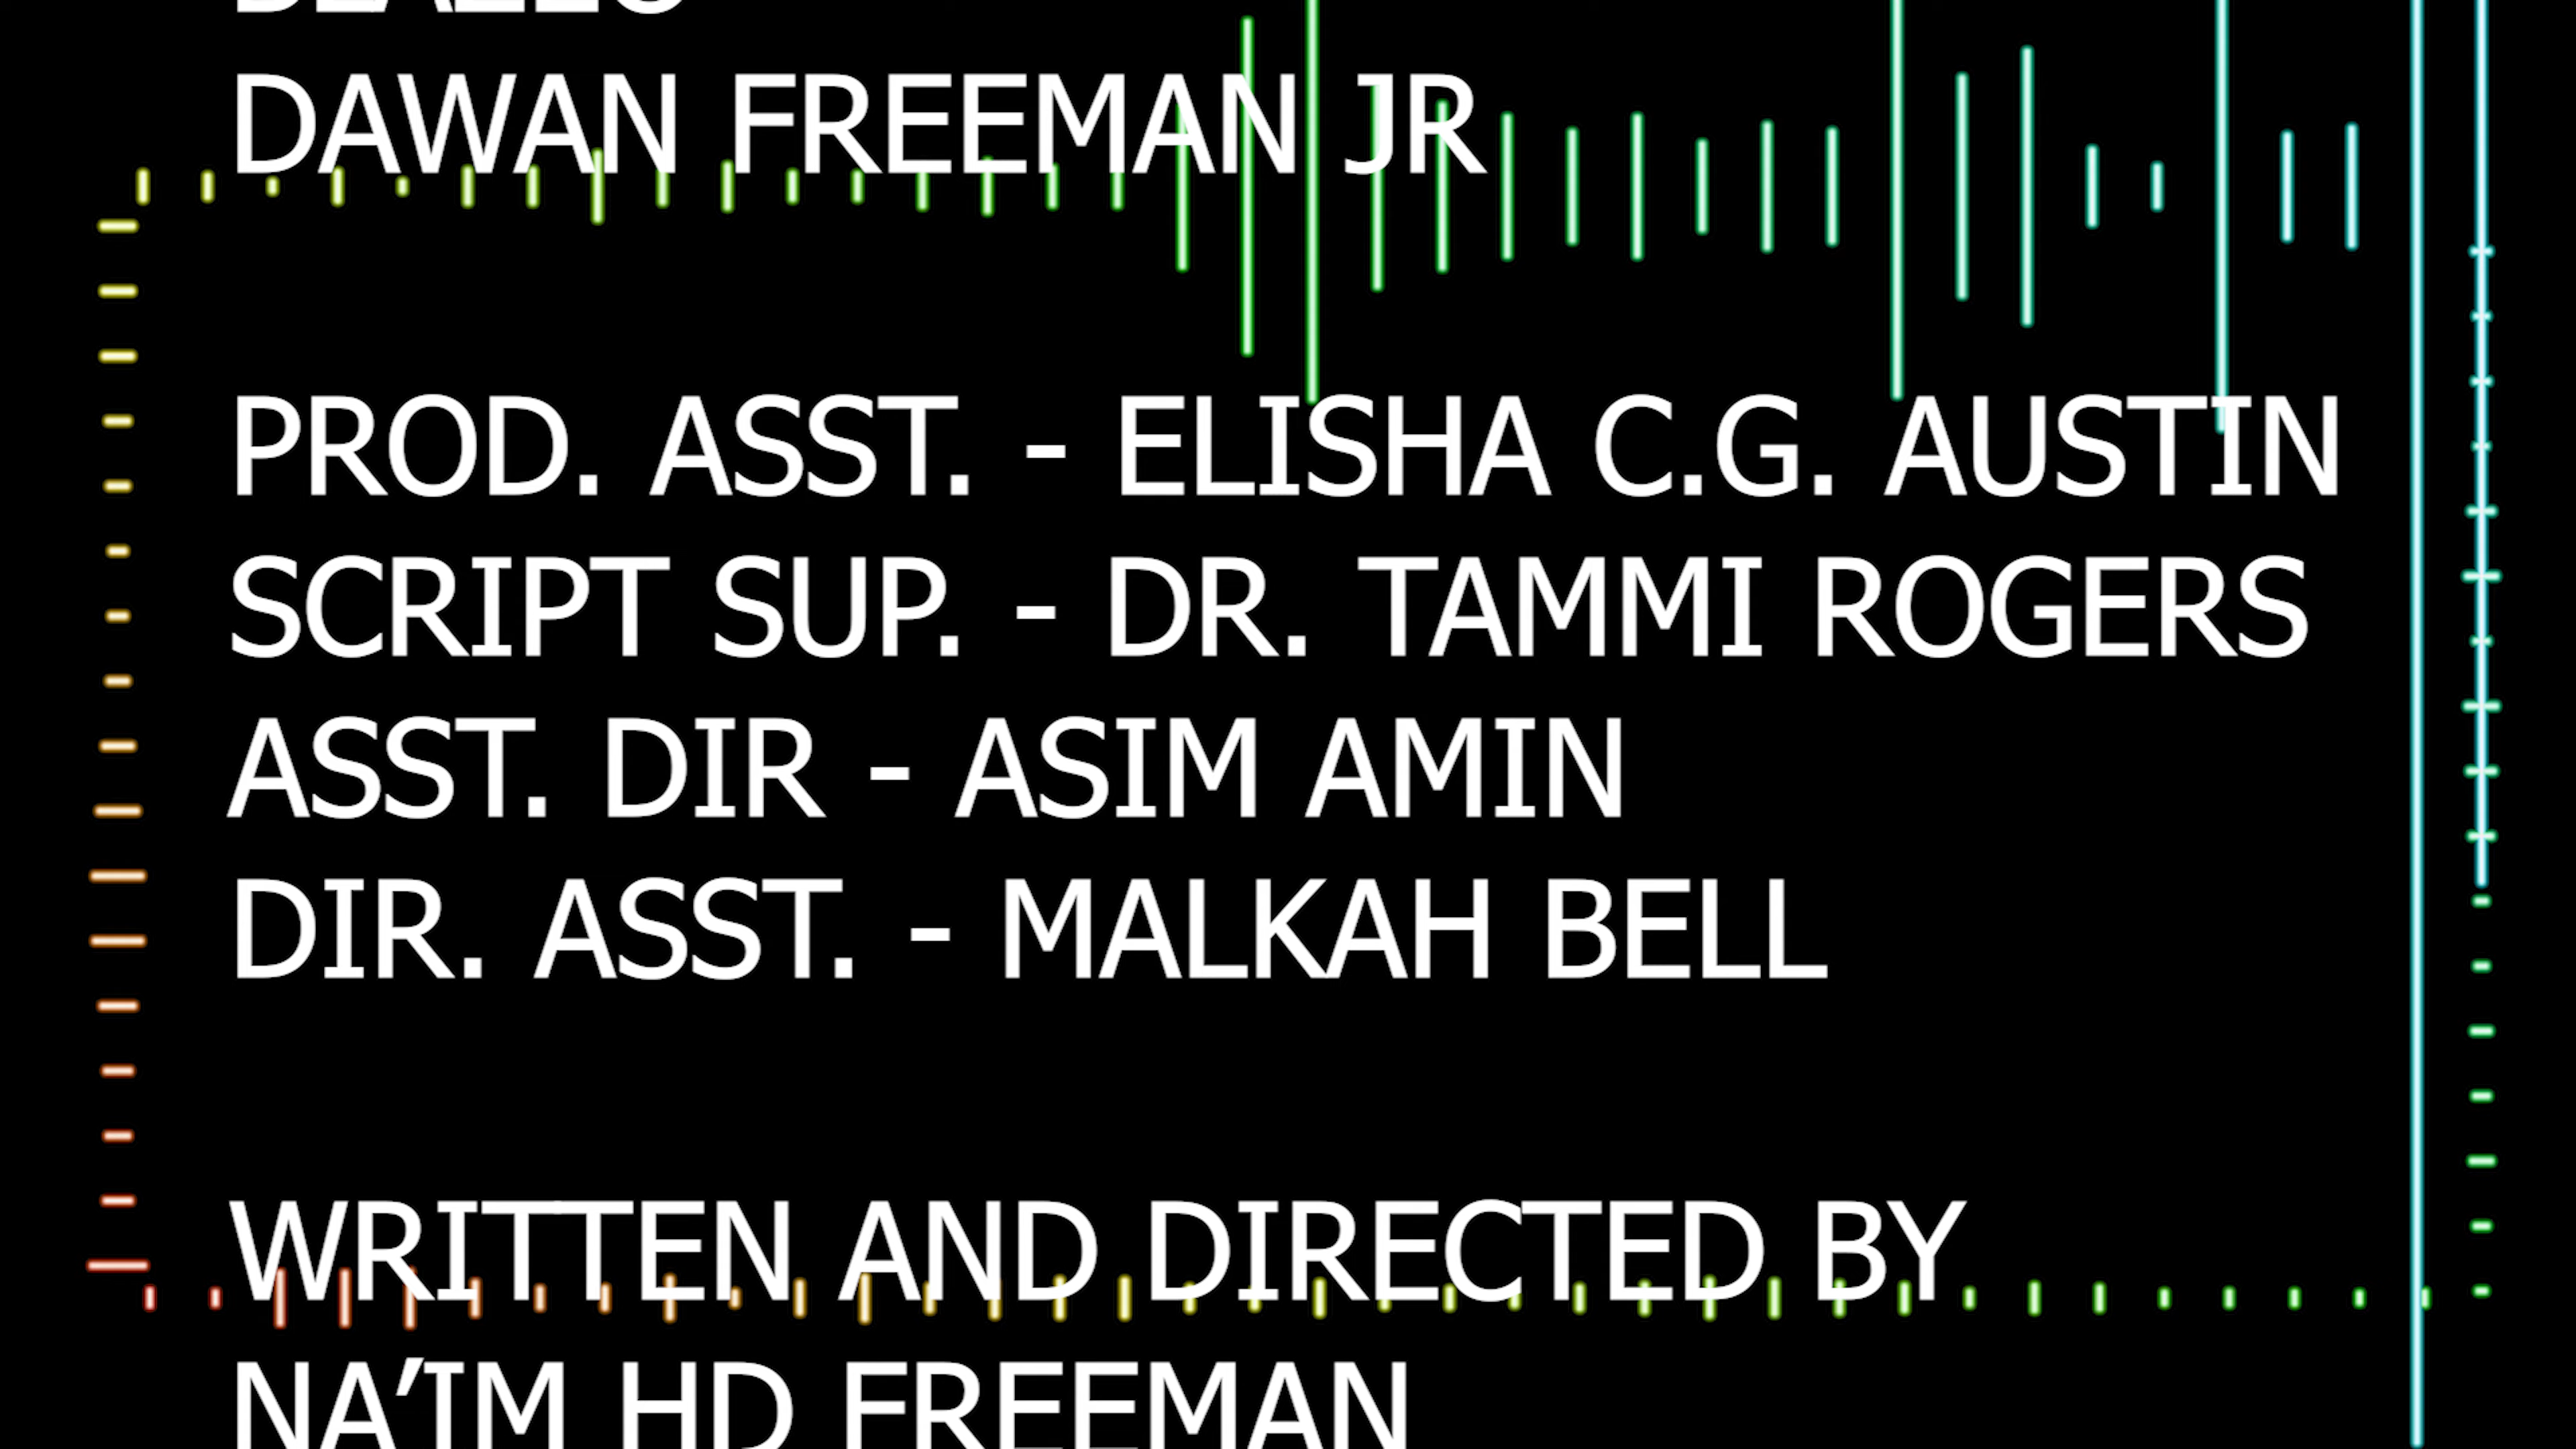 DAWAN FREEMAN JR
PROD. ASST. - ELISHA C.G. AUSTIN
SCRIPT SUP. - DR. TAMMI ROGERS
ASST. DIR - ASIM AMIN
DIR. ASST. - MALKAH BELL
WRITTEN AND DIRECTED BY
NA'IM HD FREEMAN